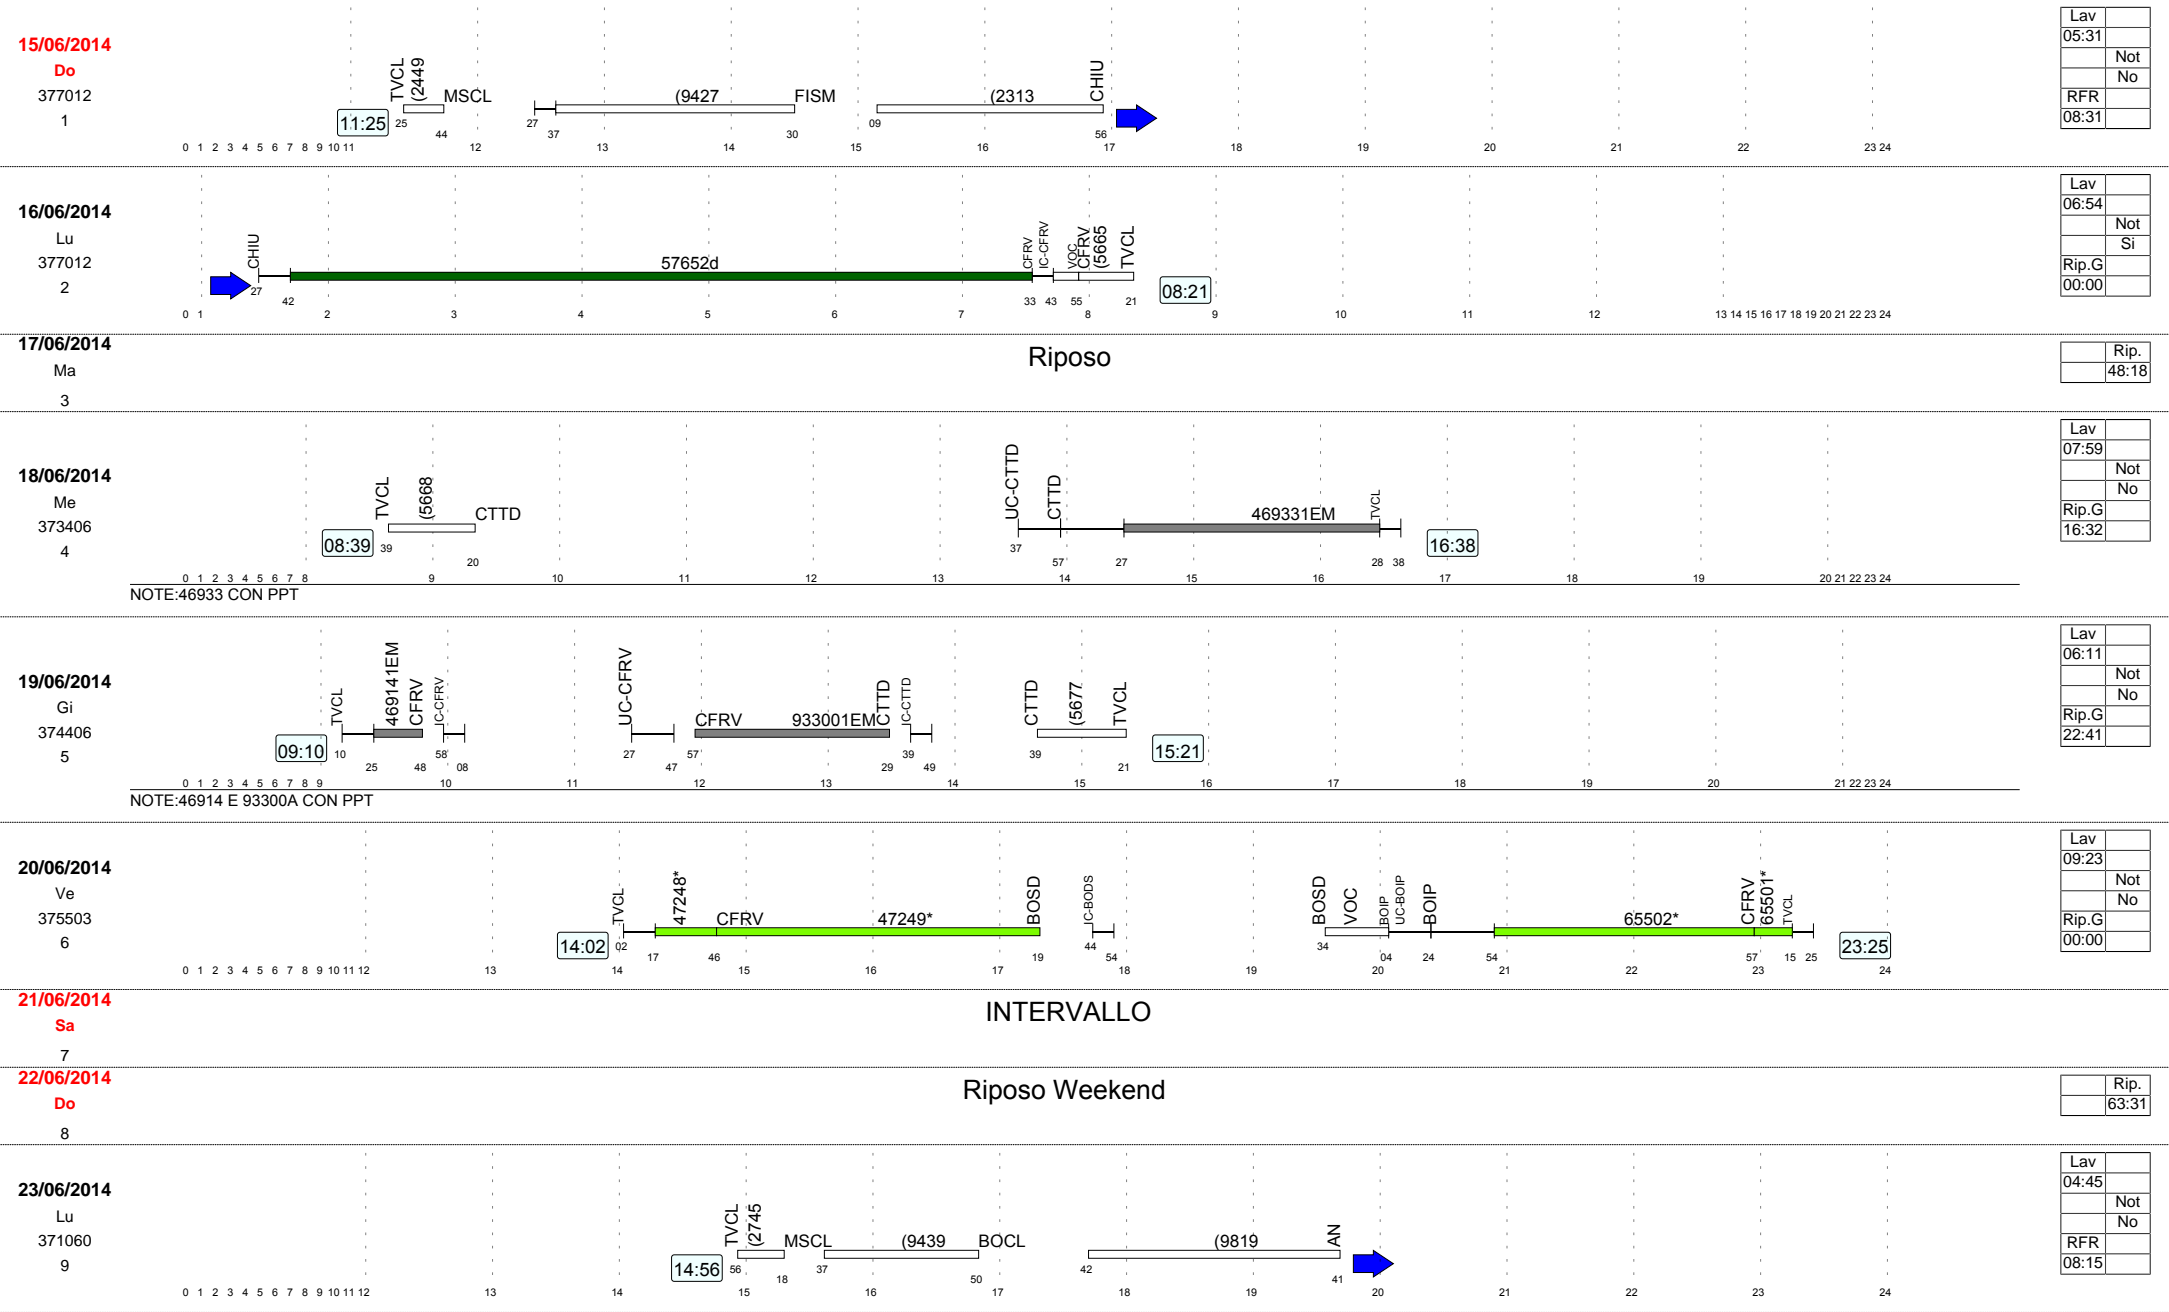 15/06/2014
Do
377012
1
11:25
TVCL
(2449
MSCL
(9427
FISM
(2313
CHIU
25
44
27
37
30
09
56
0 1 2 3 4 5 6 7 8 9 10 11 12 13 14 15 16 17 18 19 20 21 22 23 24
Lav
05:31
Not
No
RFR
08:31
16/06/2014
Lu
377012
2
CHIU
57652d
CFRV
IC-CFRV
VOC
CFRV
(5665
TVCL
08:21
27
42
33
43
55
21
0 1 2 3 4 5 6 7 8 9 10 11 12 13 14 15 16 17 18 19 20 21 22 23 24
Lav
06:54
Not
Si
Rip.G
00:00
17/06/2014
Ma
3
Riposo
Rip.
48:18
18/06/2014
Me
373406
4
08:39
TVCL
(5668
CTTD
UC-CTTD
CTTD
469331EM
TVCL
16:38
39
20
37
57
27
28
38
0 1 2 3 4 5 6 7 8 9 10 11 12 13 14 15 16 17 18 19 20 21 22 23 24
NOTE:46933 CON PPT
Lav
07:59
Not
No
Rip.G
16:32
19/06/2014
Gi
374406
5
09:10
TVCL
469141EM
CFRV
IC-CFRV
UC-CFRV
CFRV
933001EM
CTTD
IC-CTTD
CTTD
(5677
TVCL
15:21
10
25
48
58
08
27
47
57
29
39
49
39
21
0 1 2 3 4 5 6 7 8 9 10 11 12 13 14 15 16 17 18 19 20 21 22 23 24
NOTE:46914 E 93300A CON PPT
Lav
06:11
Not
No
Rip.G
22:41
20/06/2014
Ve
375503
6
14:02
TVCL
47248*
CFRV
47249*
BOSD
IC-BODS
BOSD
VOC
BOIP
UC-BOIP
BOIP
65502*
CFRV
65501*
TVCL
23:25
02
17
46
19
44
54
34
04
24
54
57
15
25
0 1 2 3 4 5 6 7 8 9 10 11 12 13 14 15 16 17 18 19 20 21 22 23 24
Lav
09:23
Not
No
Rip.G
00:00
21/06/2014
Sa
7
INTERVALLO
22/06/2014
Do
8
Riposo Weekend
Rip.
63:31
23/06/2014
Lu
371060
9
14:56
TVCL
(2745
MSCL
(9439
BOCL
(9819
AN
56
18
37
50
42
41
0 1 2 3 4 5 6 7 8 9 10 11 12 13 14 15 16 17 18 19 20 21 22 23 24
Lav
04:45
Not
No
RFR
08:15